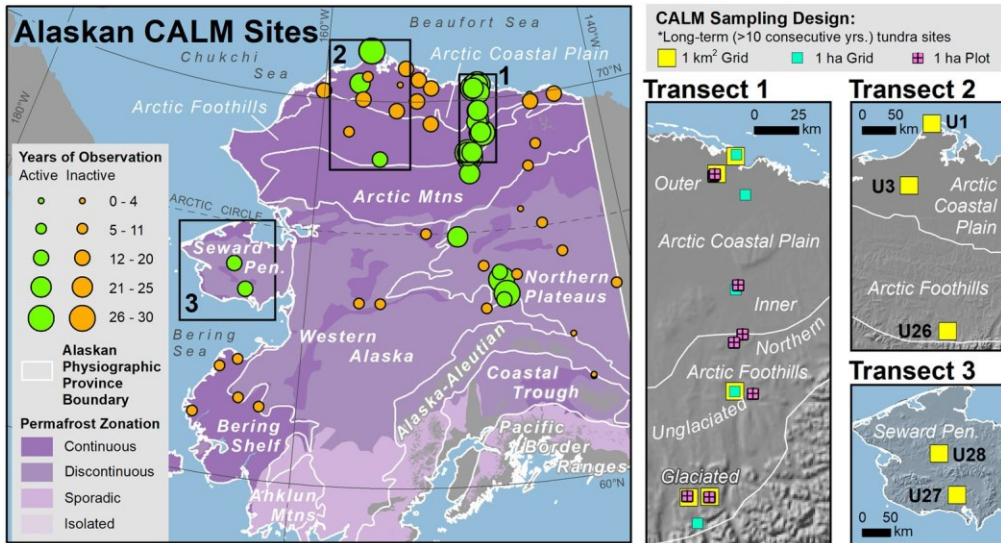 Alaskan CALM Sites
Beaufort Sea
Chukchi
Sea
160°W
140°W
180°W
70°N
60°N
Arctic Coastal Plain
Arctic Foothills
Arctic Mtns
ARCTIC CIRCLE
Seward
Pen.
Bering
Sea
Northern
Plateaus
Western
Alaska
Alaska-Aleutian
Coastal
Trough
Bering
Shelf
Pacific
Border
Ranges
Ahklun
Mtns
1
2
3
Years of Observation
Active Inactive
0 - 4
5 - 11
12 - 20
21 - 25
26 - 30
Alaskan
Physiographic
Province
Boundary
Permafrost Zonation
Continuous
Discontinuous
Sporadic
Isolated
CALM Sampling Design:
*Long-term (>10 consecutive yrs.) tundra sites
1 km² Grid 1 ha Grid 1 ha Plot
Transect 1
0 25
km
Outer
Arctic Coastal Plain
Inner
Northern
Arctic Foothills
Unglaciated
Glaciated
Transect 2
0 50
km
U1
U3
Arctic
Coastal
Plain
Arctic Foothills
U26
Transect 3
Seward Pen.
U28
U27
0 50
km